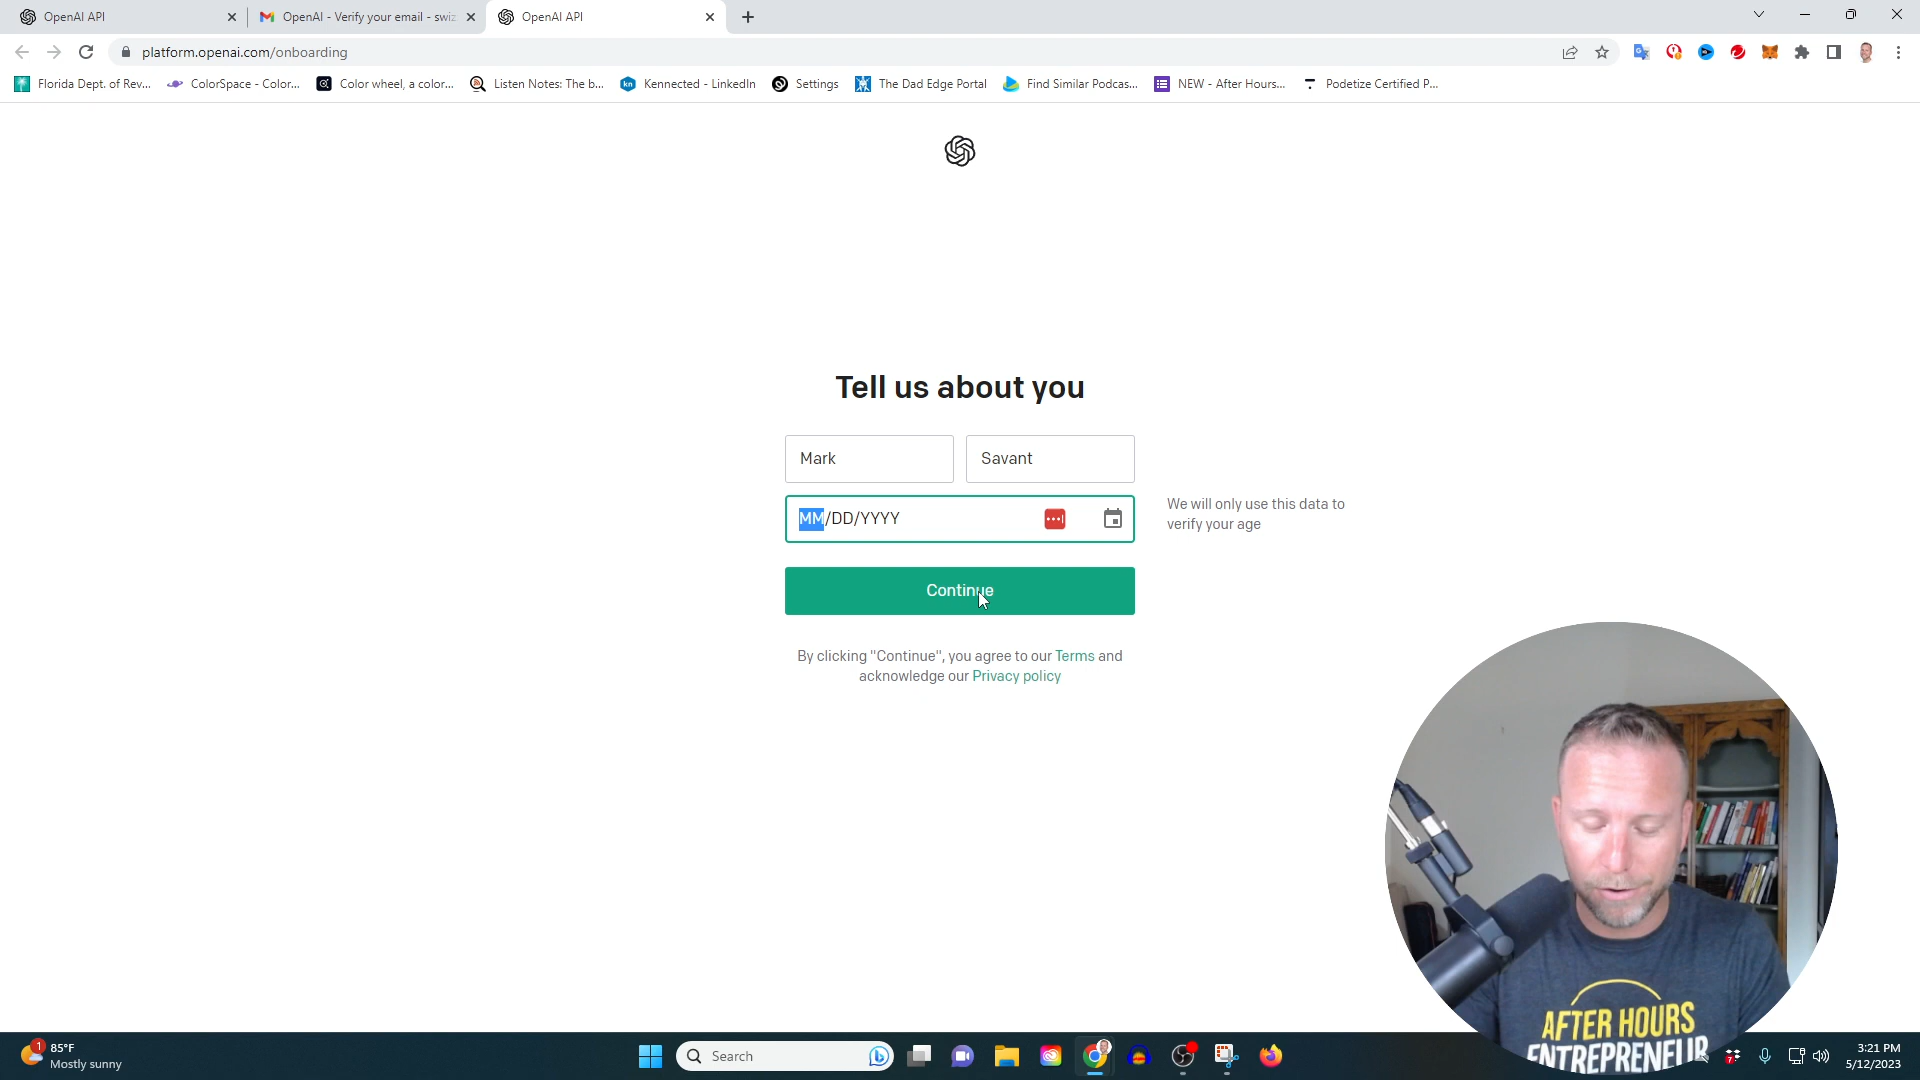 OpenAI API
OpenAI - Verify your email - swiz
OpenAI API
platform.openai.com/onboarding
Florida Dept. of Rev...
ColorSpace - Color...
Color wheel, a color...
Listen Notes: The b...
Kennected - LinkedIn
Settings
The Dad Edge Portal
Find Similar Podcas...
NEW - After Hours...
Podetize Certified P...
Tell us about you
Mark
Savant
MM/DD/YYYY
We will only use this data to
verify your age
Continue
By clicking "Continue", you agree to our Terms and
acknowledge our Privacy policy
AFTER HOURS
ENTREPRENEUR
1
85°F
Mostly sunny
Search
7
3:21 PM
5/12/2023